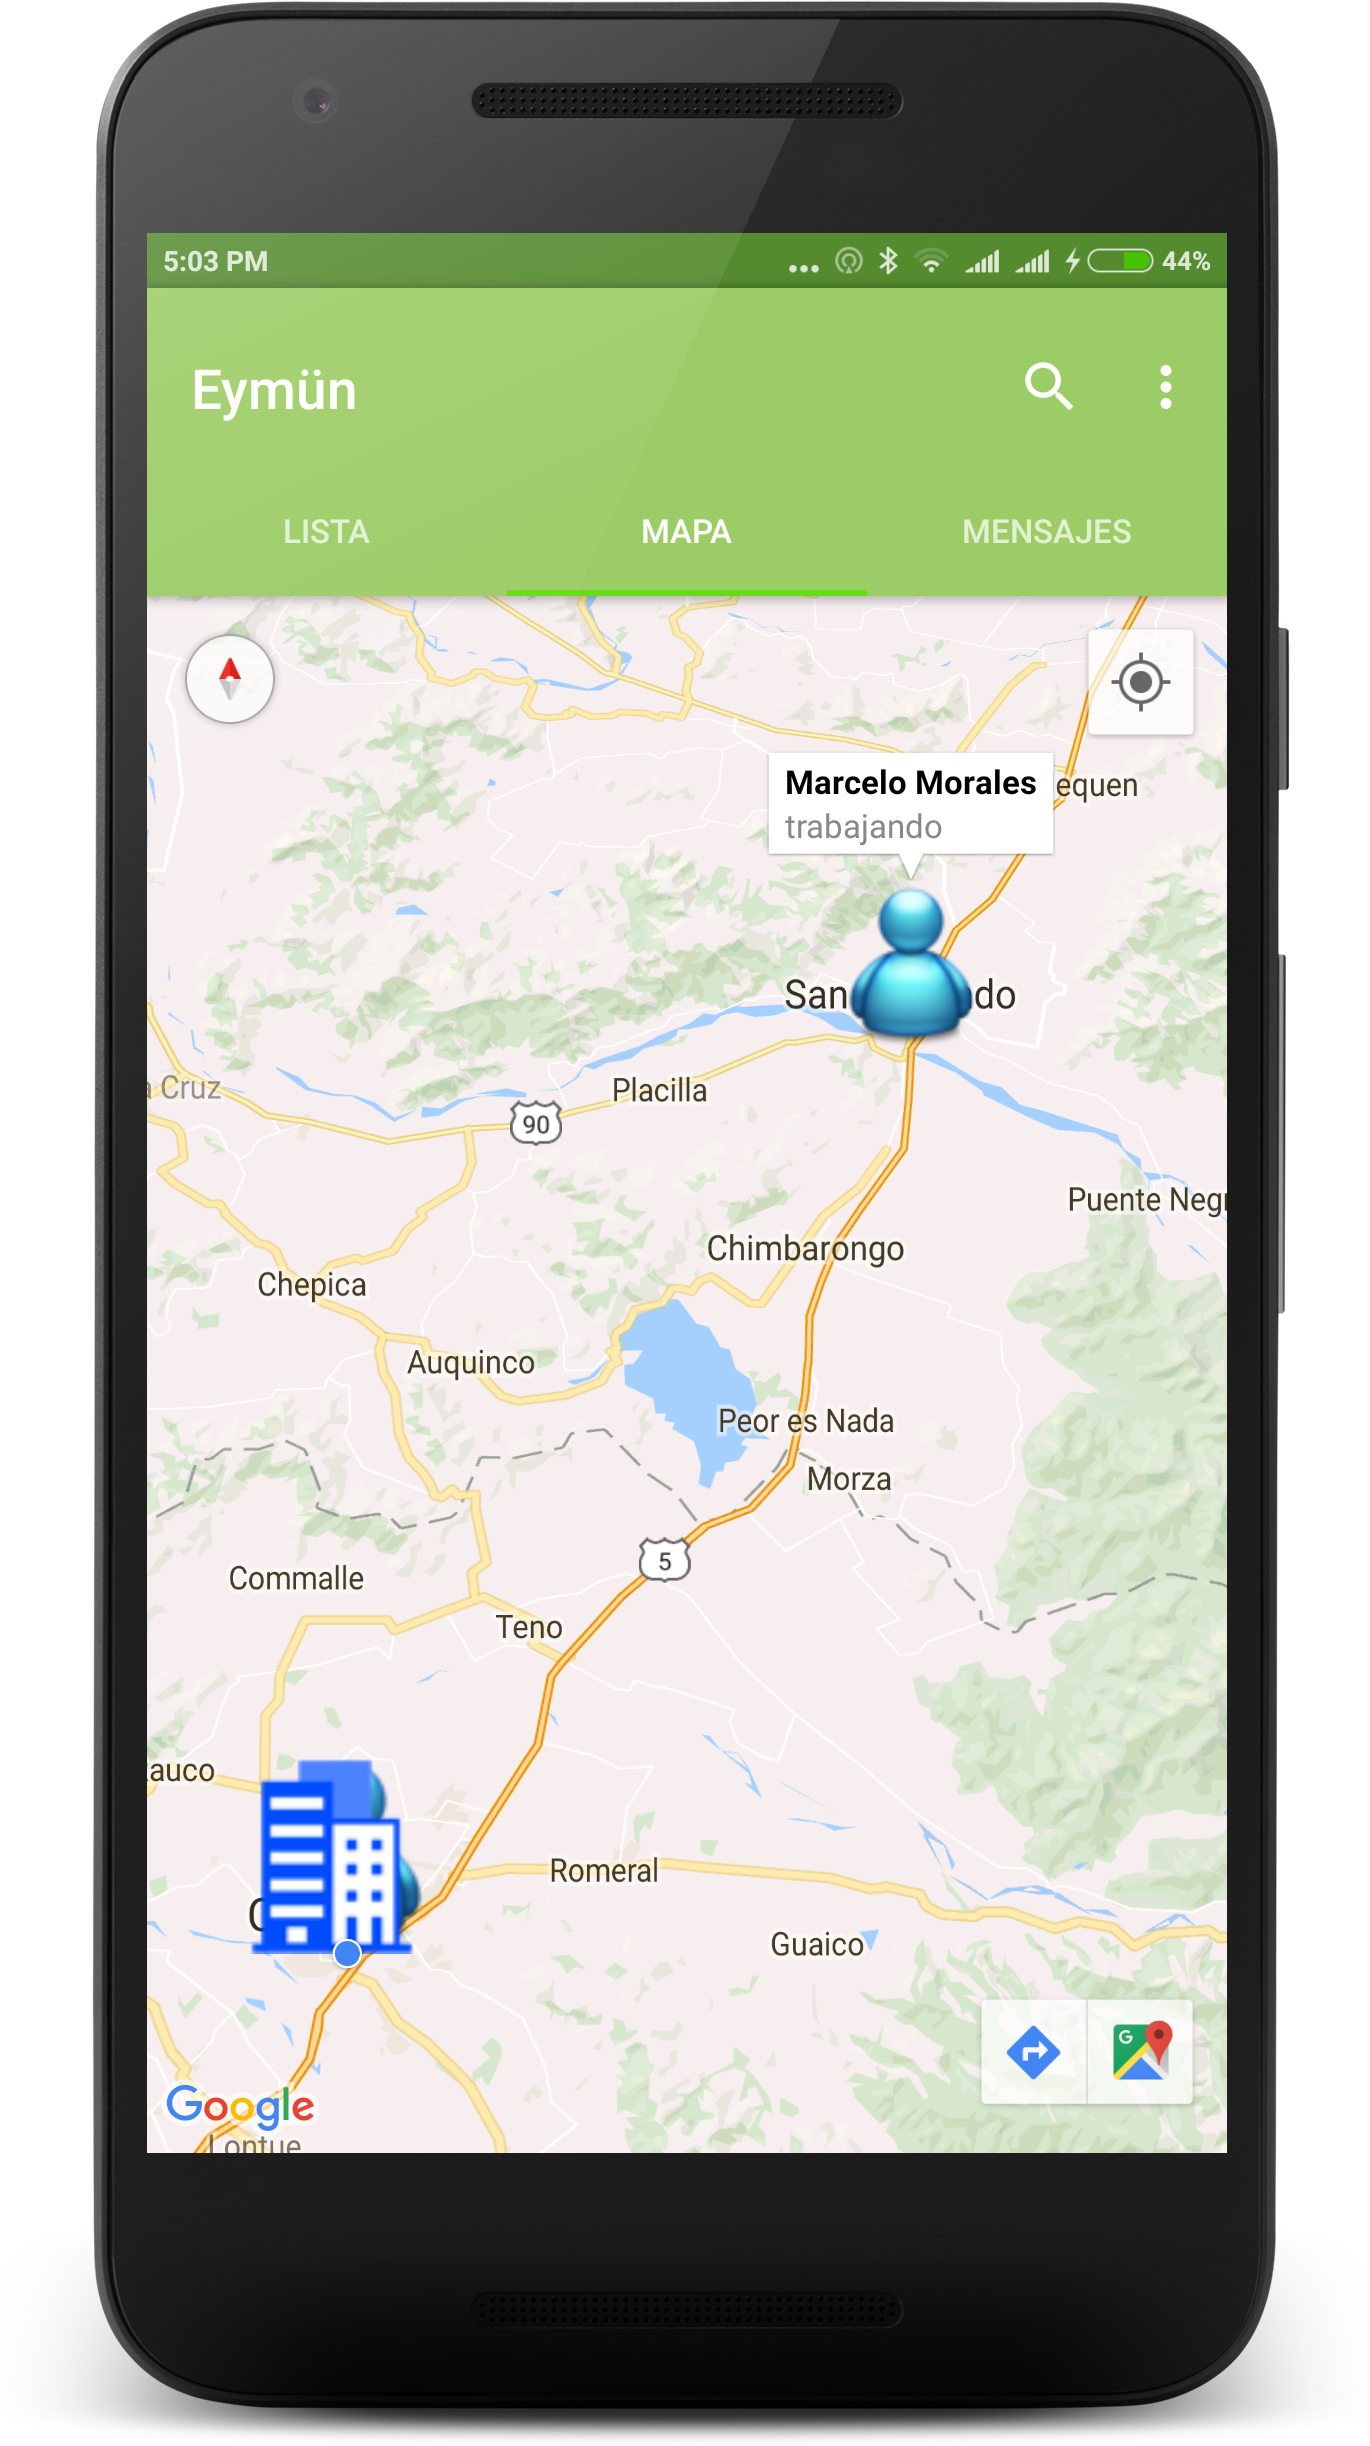 5:03 PM
44%
Eymün
LISTA
MAPA
MENSAJES
Marcelo Morales
trabajando
equen
San
do
a Cruz
Placilla
90
Puente Negr
Chimbarongo
Chepica
Auquinco
Peor es Nada
Morza
5
Commalle
Teno
auco
Romeral
C
Guaico
G
Google
Lontue